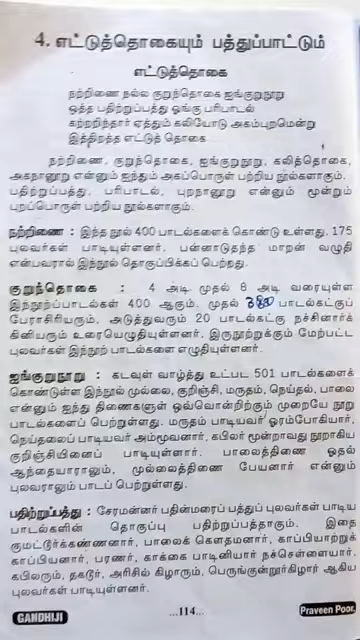 4. எட்டுத்தொகையும் பத்துப்பாட்டும்
எட்டுத்தொகை
நற்றிணை நல்ல குறுந்தொகை ஐங்குறுநூறு
ஒத்த பதிற்றுப்பத்து ஓங்கு பரிபாடல்
கற்றறிந்தார் ஏத்தும் கலியோடு அகம்புறமென்று
இத்திறத்த எட்டுத் தொகை
நற்றிணை, குறுந்தொகை, ஐங்குறுநூறு, கலித்தொகை,
அகநானூறு என்னும் ஐந்தும் அகப்பொருள் பற்றிய நூல்களாகும்.
பதிற்றுப்பத்து, பரிபாடல், புறநானூறு என்னும் மூன்றும்
புறப்பொருள் பற்றிய நூல்களாகும்.
நற்றிணை : இந்த நூல் 400 பாடல்களைக் கொண்டு உள்ளது. 175
புலவர்கள் பாடியுள்ளனர். பன்னாடுதந்த மாறன் வழுதி
என்பவரால் இந்நூல் தொகுப்பிக்கப் பெற்றது.
குறுந்தொகை : 4 அடி முதல் 8 அடி வரையுள்ள
இந்நூற்ப்பாடல்கள் 400 ஆகும். முதல் 380 பாடல்கட்குப்
பேராசிரியரும், அடுத்துவரும் 20 பாடல்கட்கு நச்சினார்க்
கினியரும் உரையெழுதியுள்ளனர். இருநூற்றுக்கும் மேற்பட்ட
புலவர்கள் இந்நூற் பாடல்களை எழுதியுள்ளனர்.
ஐங்குறுநூறு : கடவுள் வாழ்த்து உட்பட 501 பாடல்களைக்
கொண்டுள்ள இந்நூல் முல்லை, குறிஞ்சி, மருதம், நெய்தல், பாலை
என்னும் ஐந்து திணைகளுள் ஒவ்வொன்றிற்கும் முறையே நூறு
பாடல்களைப் பெற்றுள்ளது. மருதம் பாடியவர் ஓரம்போகியார்,
நெய்தலைப் பாடியவர் அம்மூவனார், கபிலர் மூன்றாவது நூறாகிய
குறிஞ்சியினைப் பாடியுள்ளார். பாலைத்திணை ஓதல்
ஆந்தையாராலும், முல்லைத்திணை பேயனார் என்னும்
புலவராலும் பாடப் பெற்றுள்ளது.
பதிற்றுப்பத்து : சேரமன்னர் பதின்மரைப் பத்துப் புலவர்கள் பாடிய
பாடல்களின் தொகுப்பு பதிற்றுப்பத்தாகும். இதை
குமட்டூர்க்கண்ணனார், பாலைக் கௌதமனார், காப்பியாற்றுக்
காப்பியனார், பரணர், காக்கை பாடினியார் நச்செள்ளையார்,
கபிலரும், தகடூர், அரிசில் கிழாரும், பெருங்குன்றூர்கிழார் ஆகிய
புலவர்கள் பாடியுள்ளனர்.
GANDHIJI
...114...
Praveen Poor.